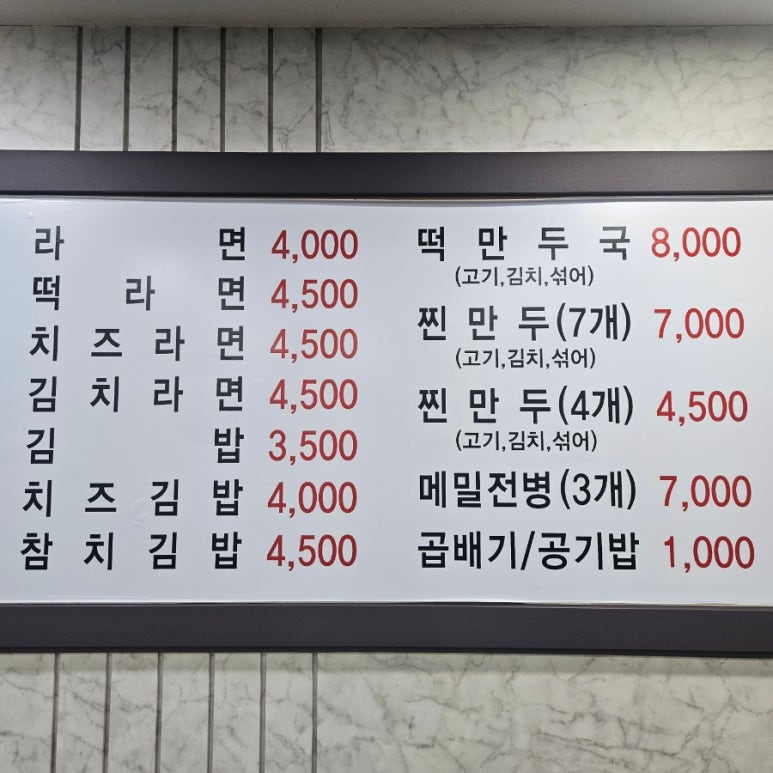 라면 4,000
떡라면 4,500
치즈라면 4,500
김치라면 4,500
김밥 3,500
치즈김밥 4,000
참치김밥 4,500
떡만두국 8,000
(고기,김치,섞어)
찐만두(7개) 7,000
(고기,김치,섞어)
찐만두(4개) 4,500
(고기,김치,섞어)
메밀전병(3개) 7,000
곱배기/공기밥 1,000